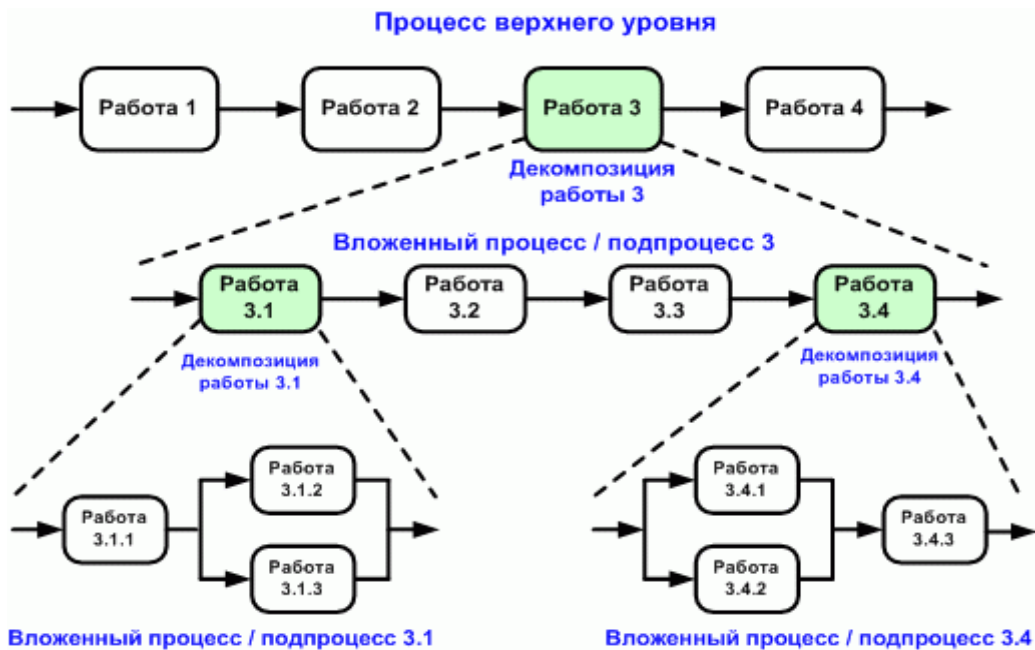 Процесс верхнего уровня
Работа 1
Работа 2
Работа 3
Работа 4
Декомпозиция
работы 3
Вложенный процесс / подпроцесс 3
Работа
3.1
Работа
3.2
Работа
3.3
Работа
3.4
Декомпозиция
работы 3.1
Декомпозиция
работы 3.4
Работа
3.1.1
Работа
3.1.2
Работа
3.1.3
Работа
3.4.1
Работа
3.4.2
Работа
3.4.3
Вложенный процесс / подпроцесс 3.1
Вложенный процесс / подпроцесс 3.4